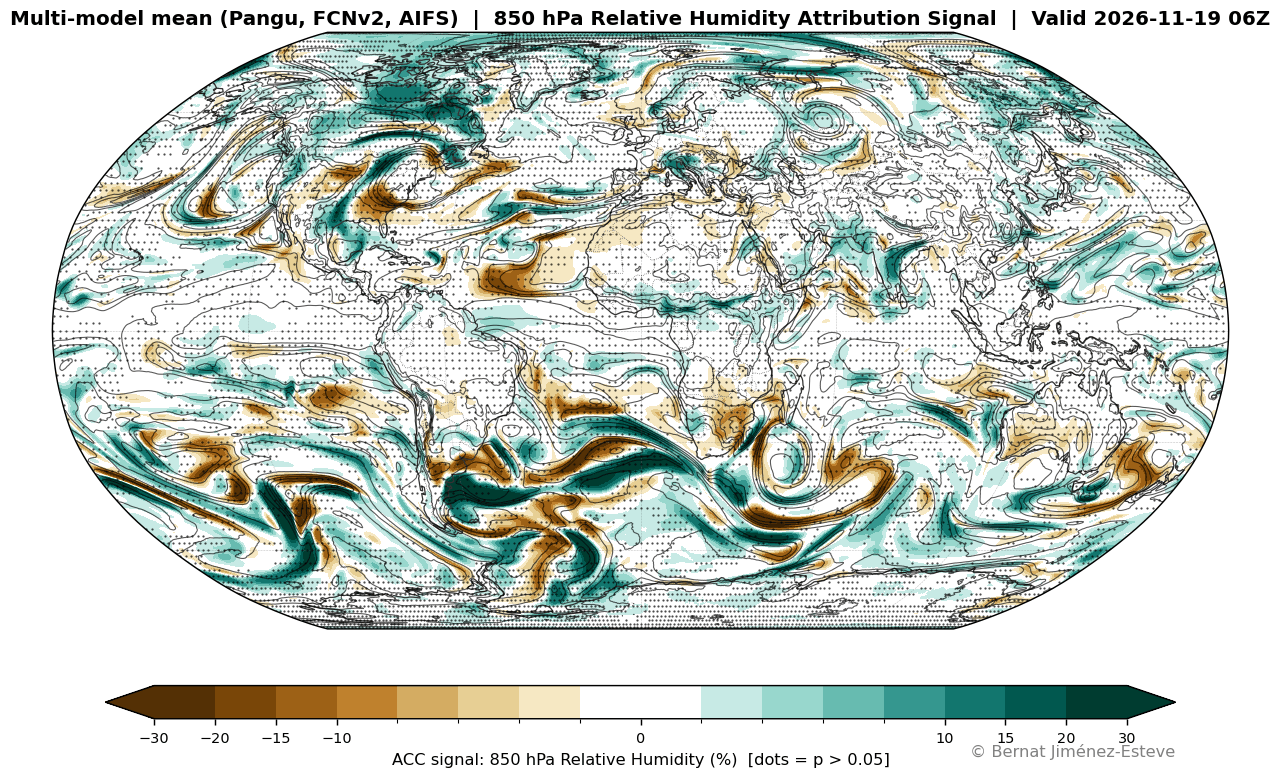 Multi-model mean (Pangu, FCNv2, AIFS)  |  850 hPa Relative Humidity Attribution Signal  |  Valid 2026-11-19 06Z
−30 −20 −15 −10 0 10 15 20 30
ACC signal: 850 hPa Relative Humidity (%)  [dots = p > 0.05]
© Bernat Jiménez-Esteve